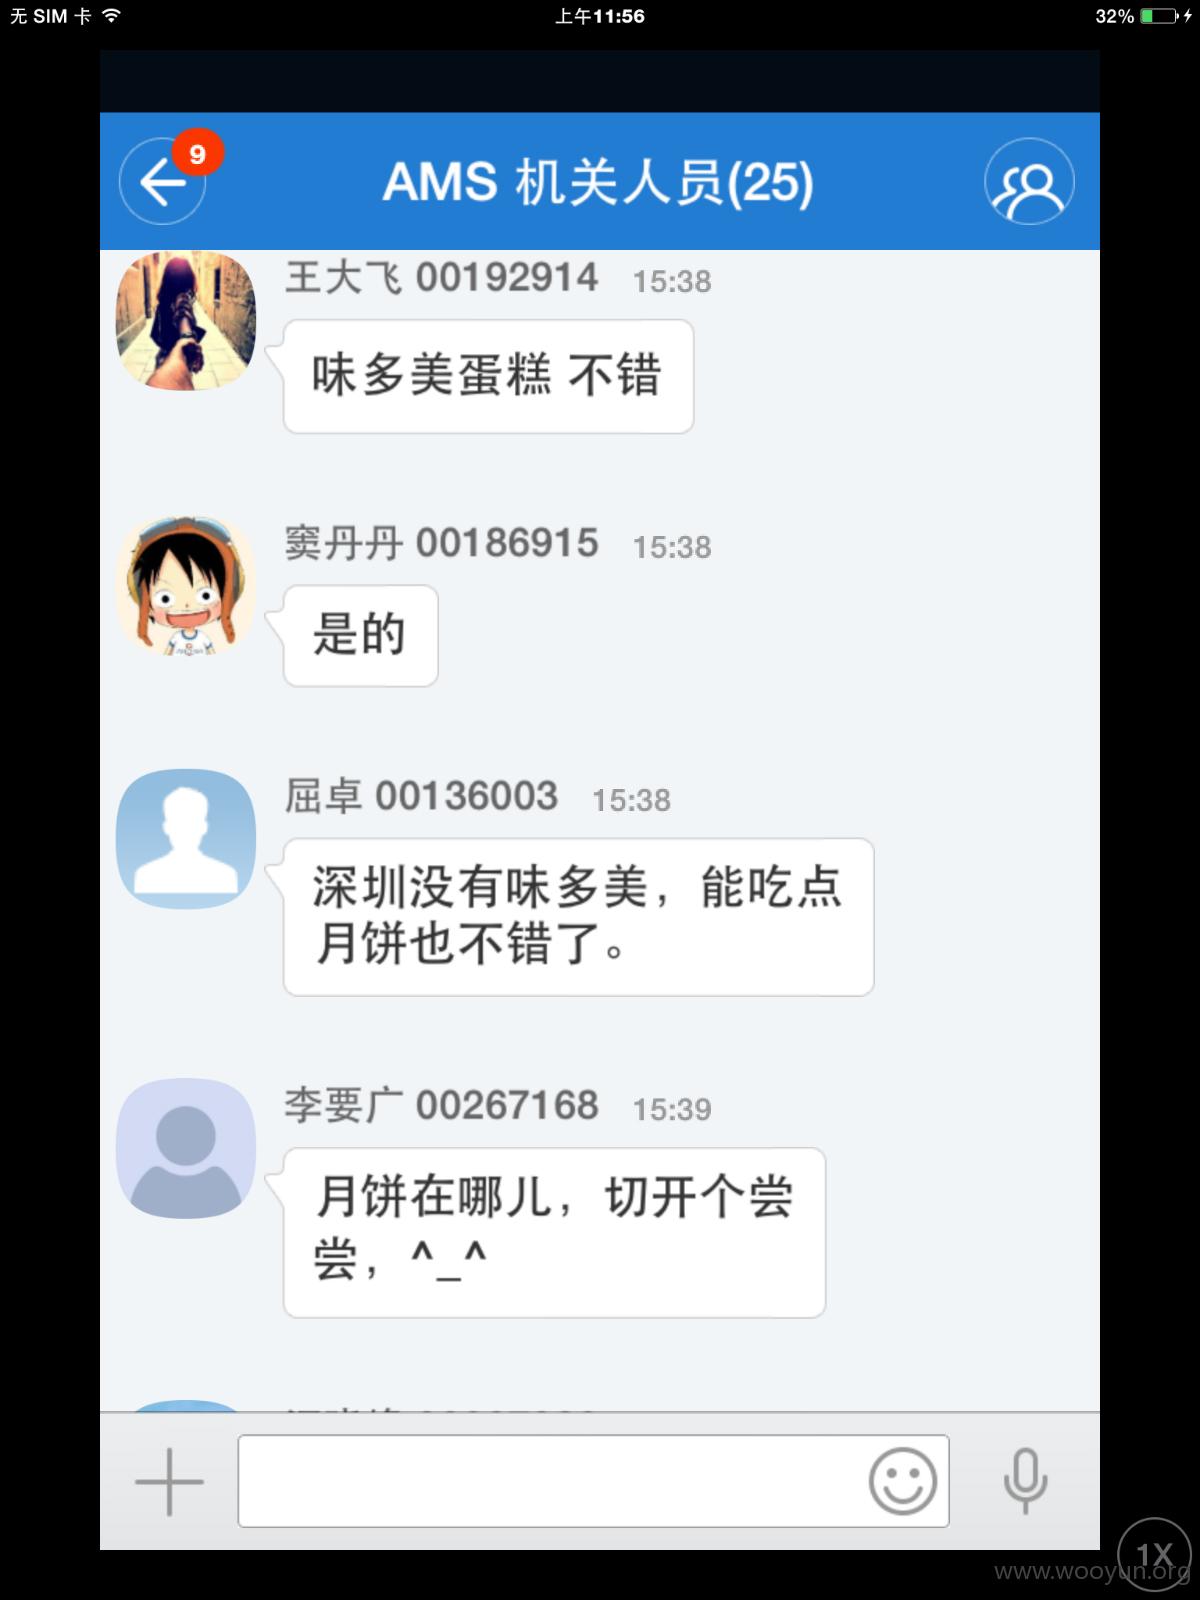 无 SIM 卡
上午11:56
32%
9
AMS 机关人员(25)
王大飞 00192914 15:38
味多美蛋糕 不错
窦丹丹 00186915 15:38
是的
屈卓 00136003 15:38
深圳没有味多美，能吃点
月饼也不错了。
李要广 00267168 15:39
月饼在哪儿，切开个尝
尝，^_^
1X
www.wooyun.org